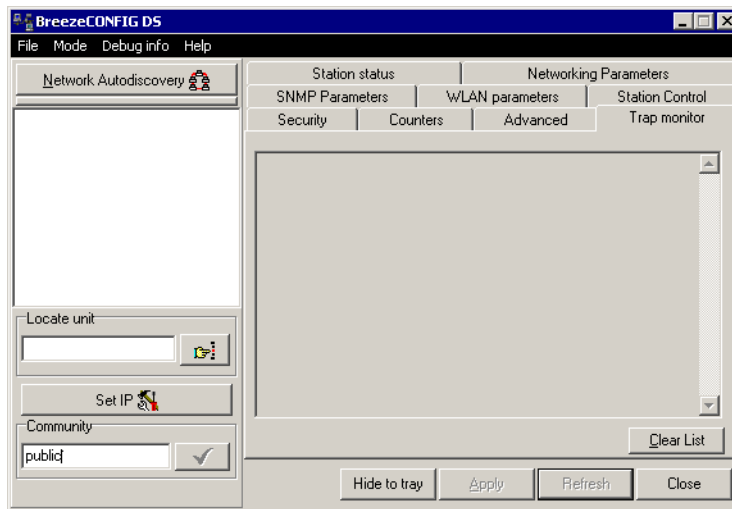 BreezeCONFIG DS
File Mode Debug info Help
Network Autodiscovery
Station status Networking Parameters
SNMP Parameters WLAN parameters Station Control
Security Counters Advanced Trap monitor
Locate unit
Set IP
Community
public
Clear List
Hide to tray Apply Refresh Close